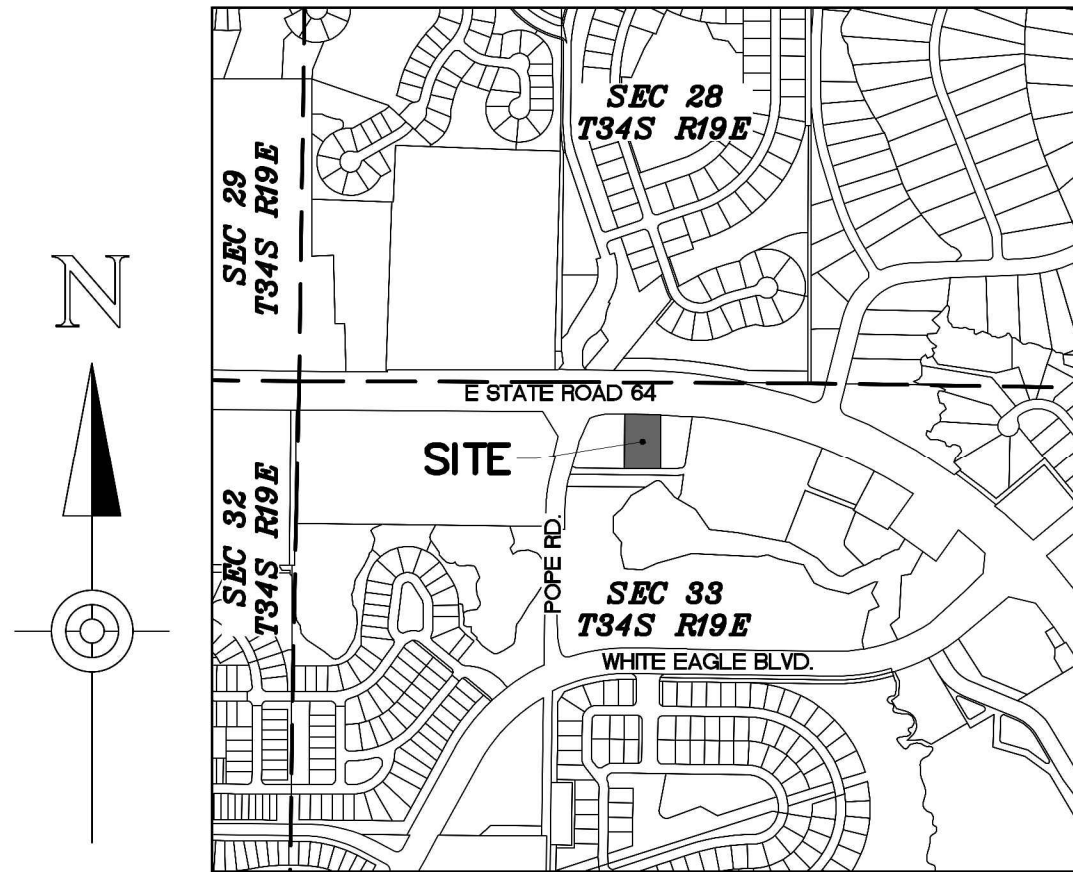 N
SEC 28
T34S R19E
SEC 29
T34S R19E
E STATE ROAD 64
SITE
SEC 32
T34S R19E
POPE RD.
SEC 33
T34S R19E
WHITE EAGLE BLVD.